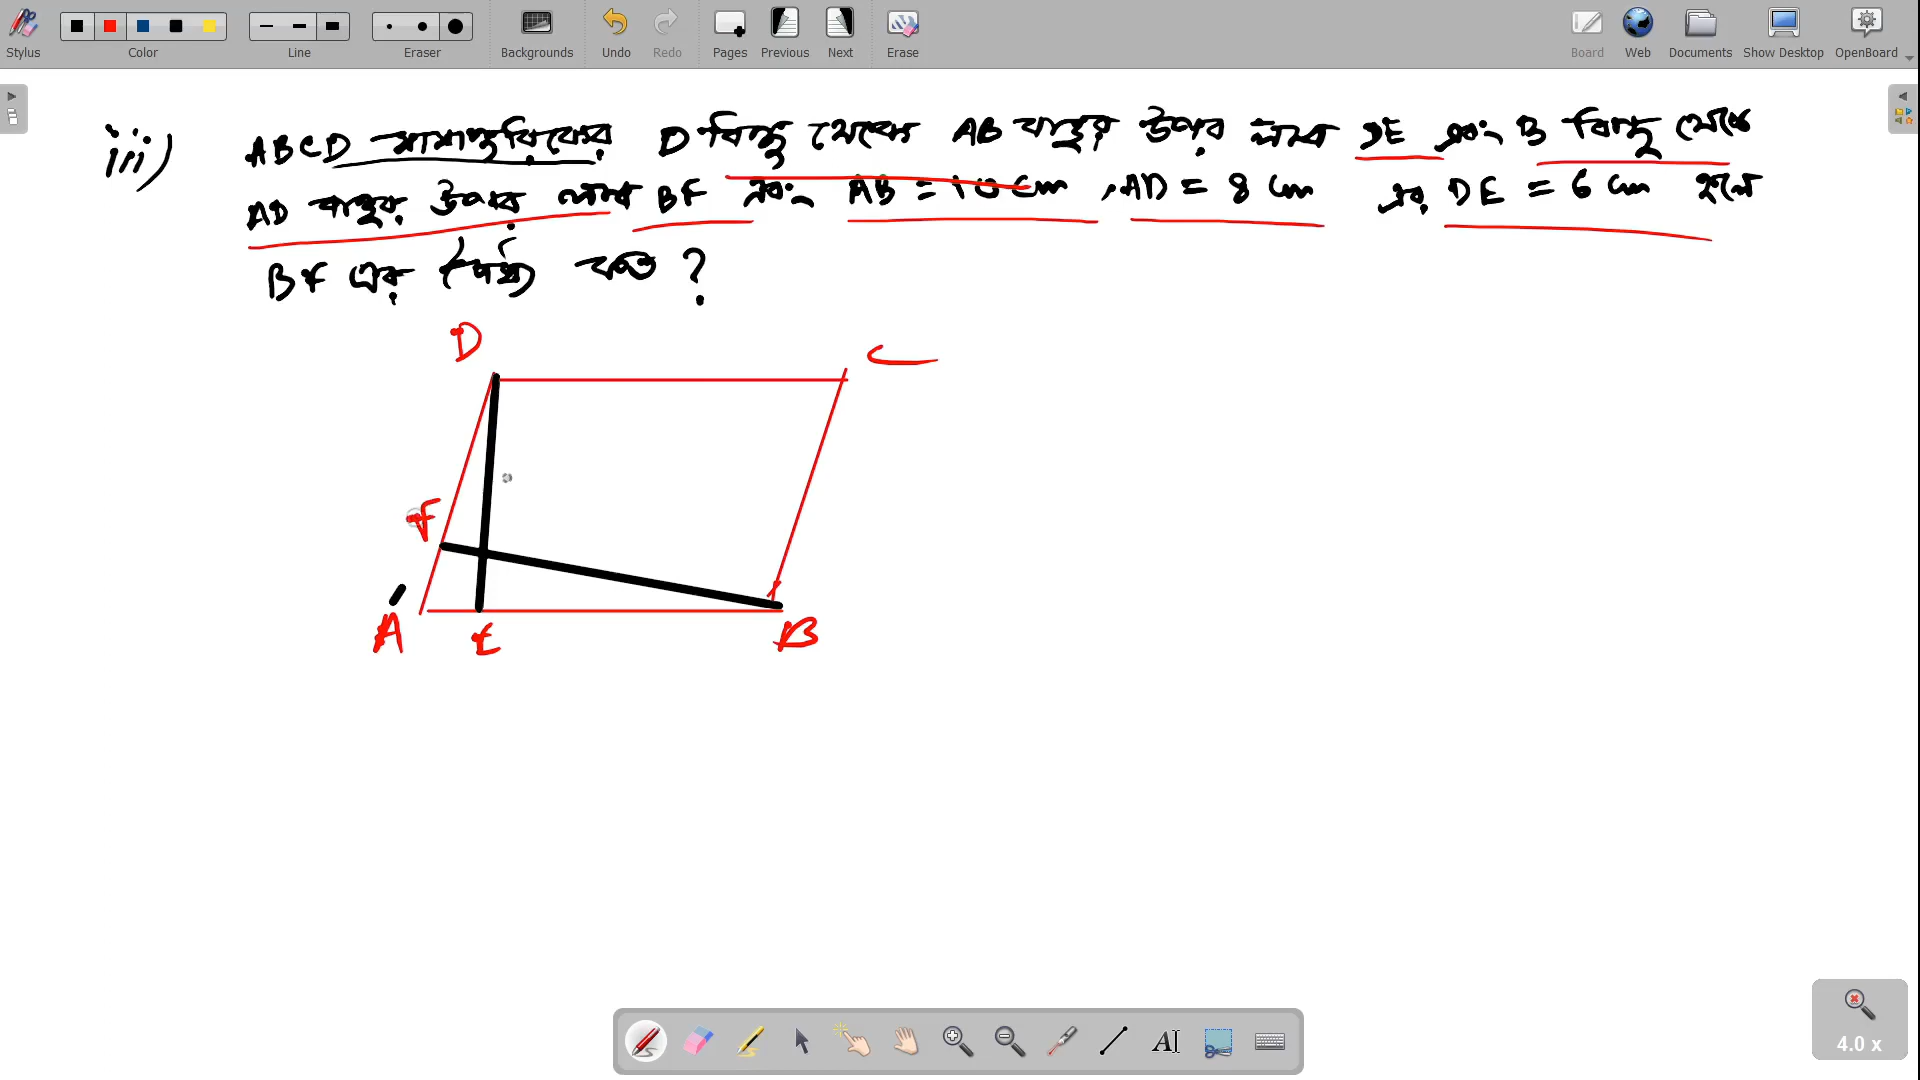 Stylus Color Line Eraser Backgrounds Undo Redo Pages Previous Next Erase Board Web Documents Show Desktop OpenBoard
iii) ABCD সামান্তরিকের D বিন্দু থেকে AB বাহুর উপর লম্ব DE এবং B বিন্দু থেকে
AD বাহুর উপর লম্ব BF এবং AB = 10 cm, AD = 8 cm এবং DE = 6 cm হলে
BF এর দৈর্ঘ্য কত ?
D C
F
A E B
4.0 x